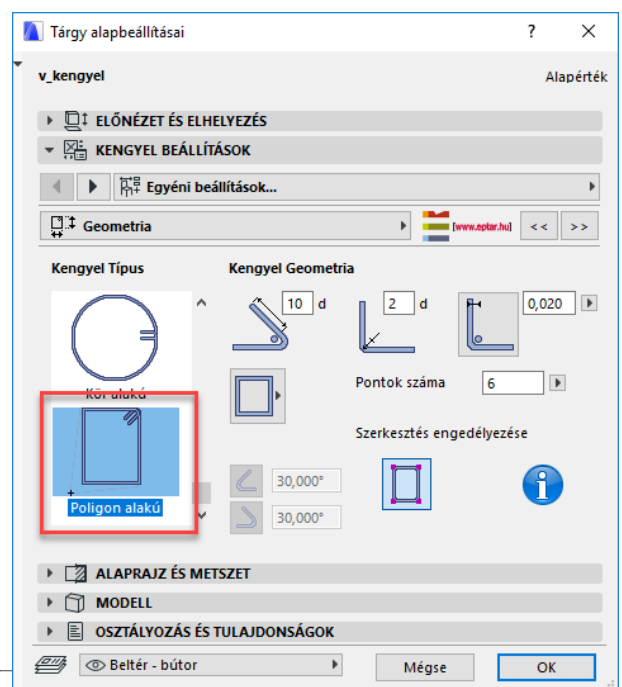 Tárgy alapbeállításai ?
v_kengyel Alapérték
ELŐNÉZET ÉS ELHELYEZÉS
KENGYEL BEÁLLÍTÁSOK
Egyéni beállítások...
Geometria [www.eptar.hu] << >>
Kengyel Típus Kengyel Geometria
10 d 2 d 0,020
Kör alakú
Pontok száma 6
Szerkesztés engedélyezése
30,000°
Poligon alakú
30,000°
ALAPRAJZ ÉS METSZET
MODELL
OSZTÁLYOZÁS ÉS TULAJDONSÁGOK
Beltér - bútor Mégse OK